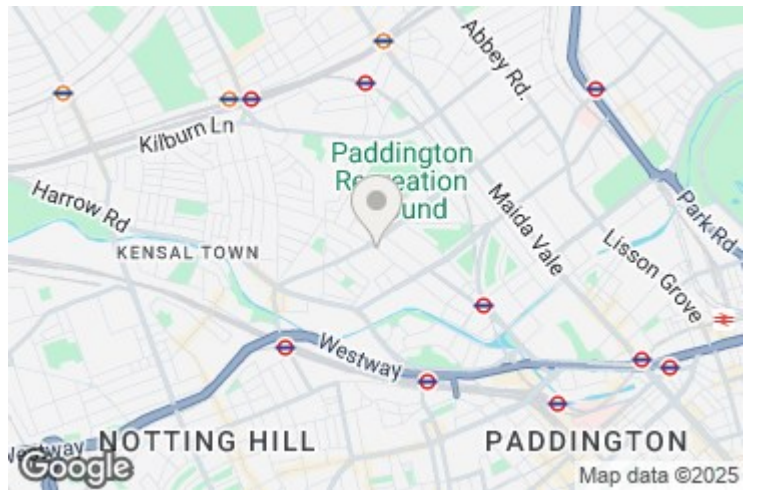 Abbey Rd.
Kilburn Ln
Paddington
Recreation
und
Harrow Rd
Maida Vale
Park Rd
KENSAL TOWN
Lisson Grove
Westway
Westway
NOTTING HILL
PADDINGTON
Google
Map data ©2025